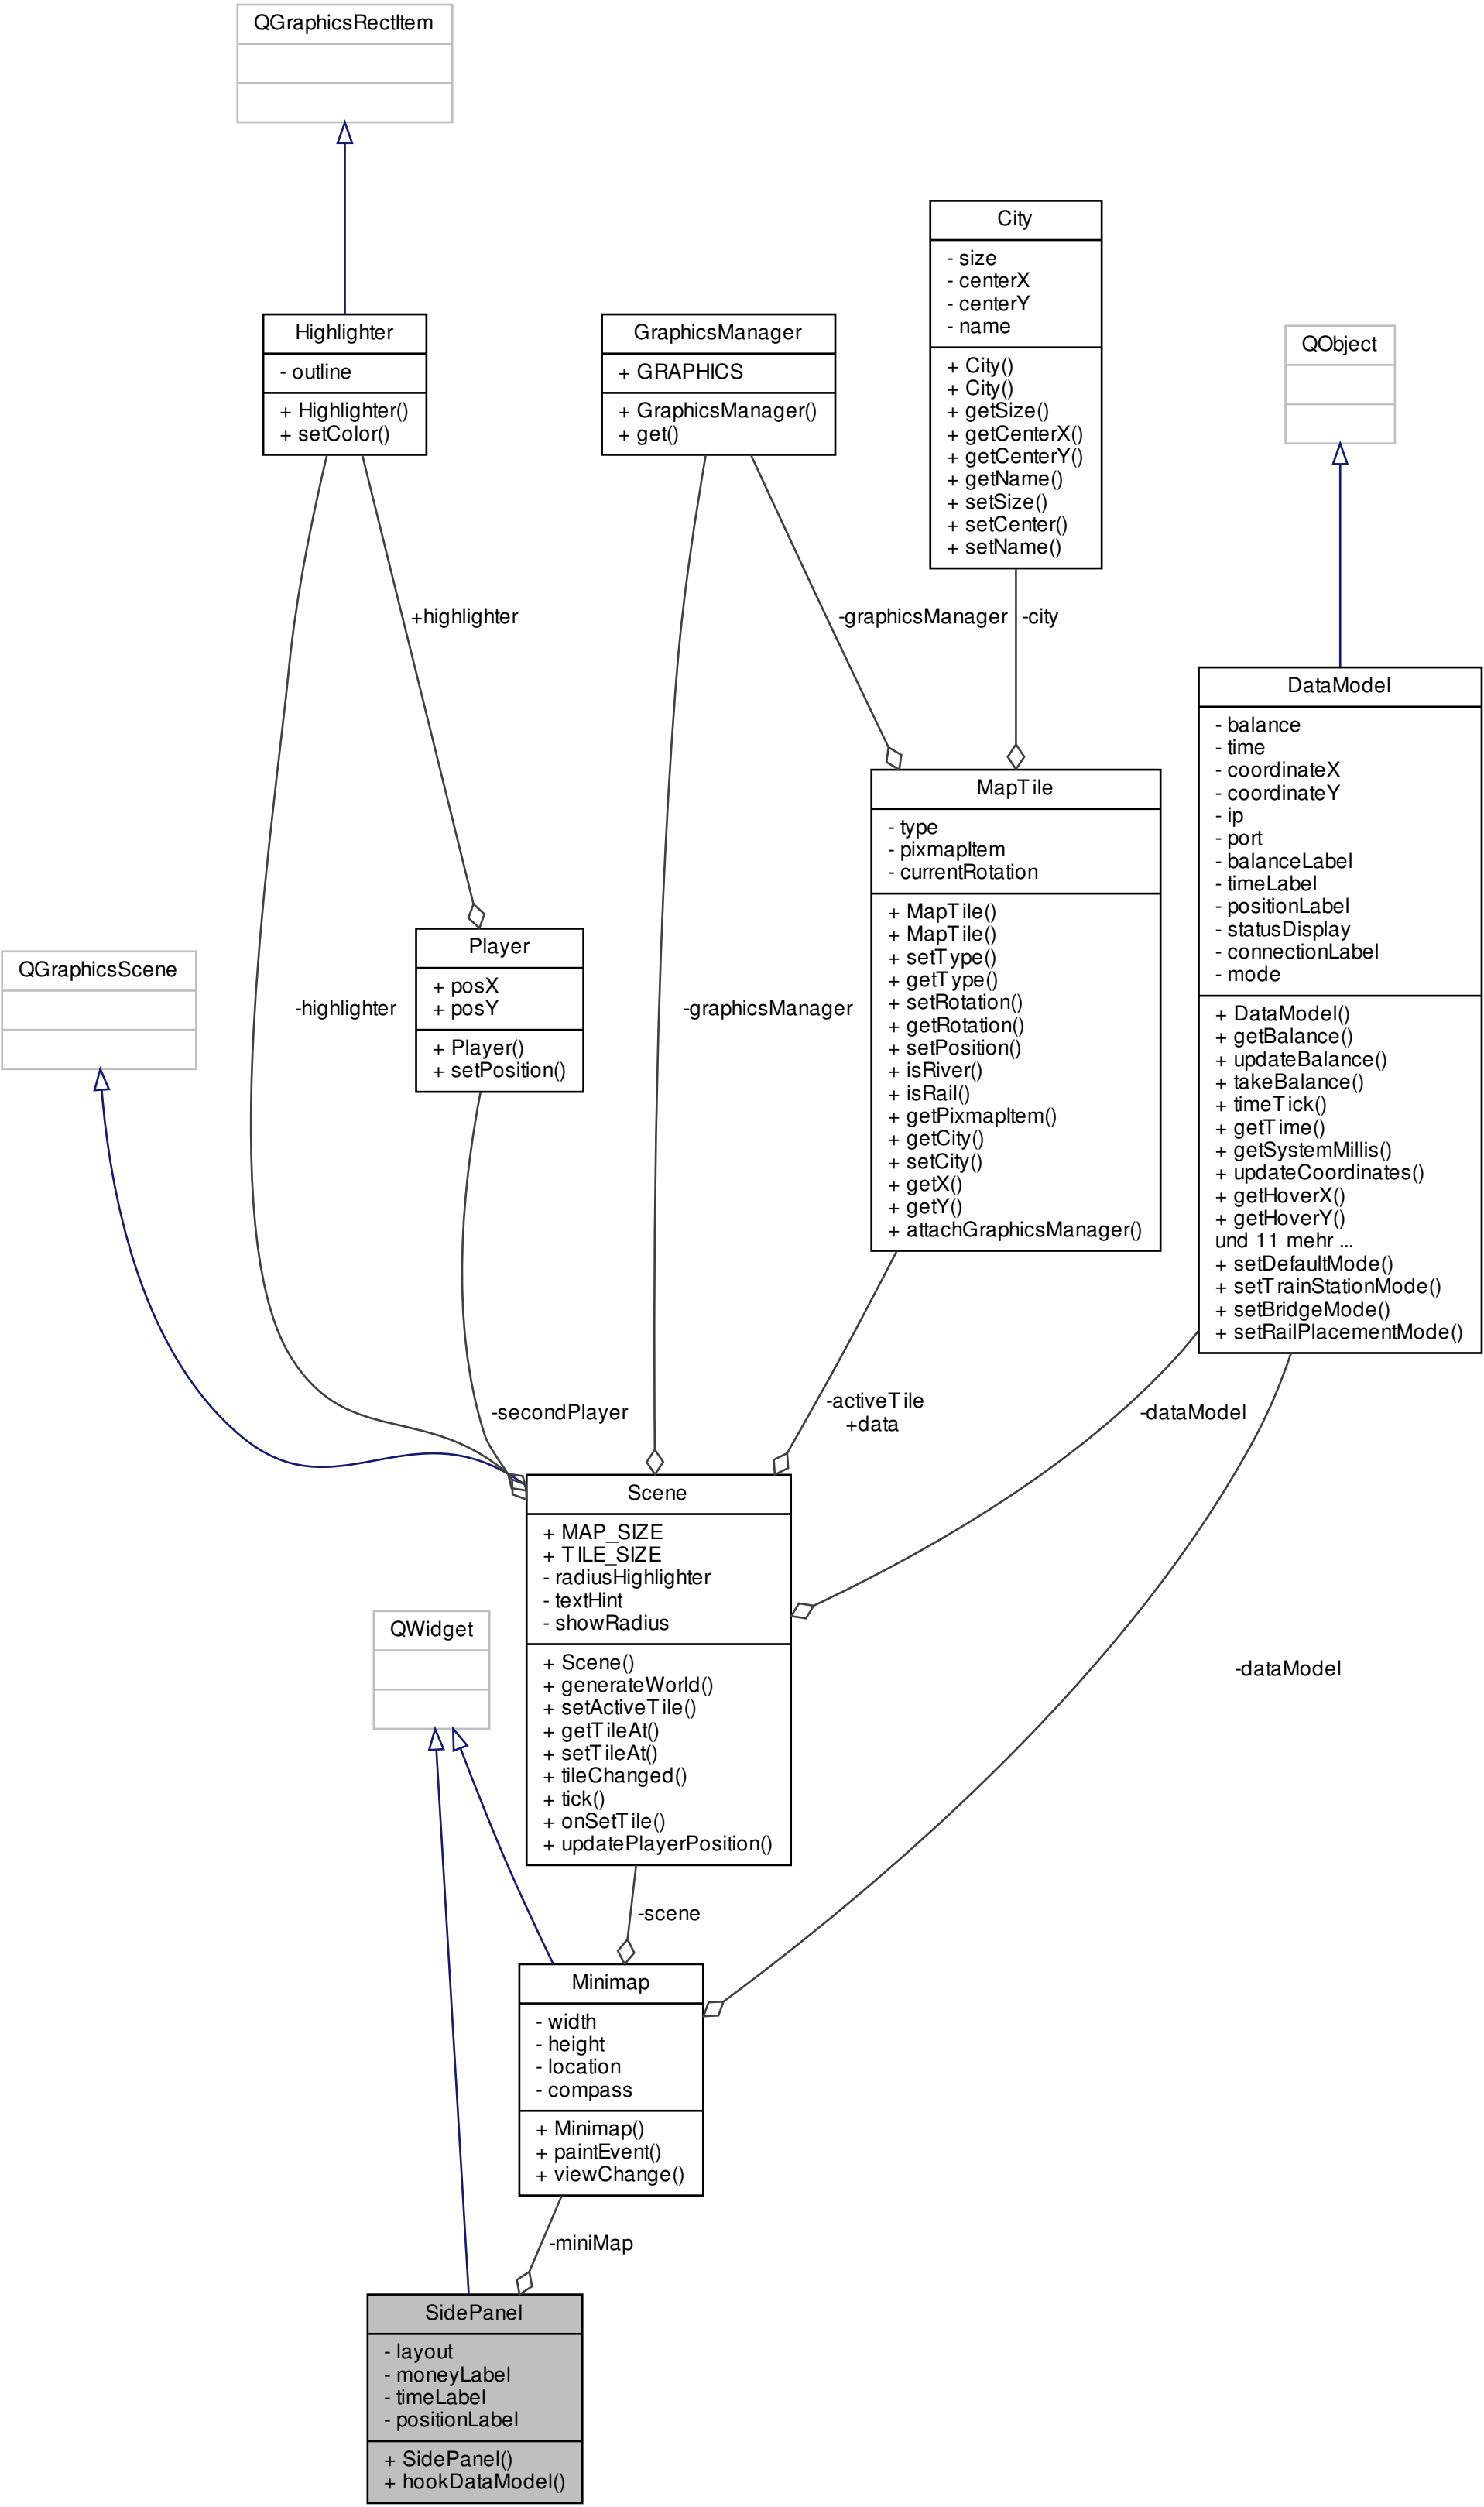 QGraphicsRectItem
City
- size
- centerX
- centerY
- name
+ City()
+ City()
+ getSize()
+ getCenterX()
+ getCenterY()
+ getName()
+ setSize()
+ setCenter()
+ setName()
Highlighter
- outline
+ Highlighter()
+ setColor()
GraphicsManager
+ GRAPHICS
+ GraphicsManager()
+ get()
QObject
+highlighter
-graphicsManager
-city
DataModel
- balance
- time
- coordinateX
- coordinateY
- ip
- port
- balanceLabel
- timeLabel
- positionLabel
- statusDisplay
- connectionLabel
- mode
+ DataModel()
+ getBalance()
+ updateBalance()
+ takeBalance()
+ timeTick()
+ getTime()
+ getSystemMillis()
+ updateCoordinates()
+ getHoverX()
+ getHoverY()
und 11 mehr ...
+ setDefaultMode()
+ setTrainStationMode()
+ setBridgeMode()
+ setRailPlacementMode()
MapTile
- type
- pixmapItem
- currentRotation
+ MapTile()
+ MapTile()
+ setType()
+ getType()
+ setRotation()
+ getRotation()
+ setPosition()
+ isRiver()
+ isRail()
+ getPixmapItem()
+ getCity()
+ setCity()
+ getX()
+ getY()
+ attachGraphicsManager()
Player
+ posX
+ posY
+ Player()
+ setPosition()
QGraphicsScene
-highlighter
-graphicsManager
-secondPlayer
-activeTile
+data
-dataModel
Scene
+ MAP_SIZE
+ TILE_SIZE
- radiusHighlighter
- textHint
- showRadius
+ Scene()
+ generateWorld()
+ setActiveTile()
+ getTileAt()
+ setTileAt()
+ tileChanged()
+ tick()
+ onSetTile()
+ updatePlayerPosition()
QWidget
-dataModel
-scene
Minimap
- width
- height
- location
- compass
+ Minimap()
+ paintEvent()
+ viewChange()
-miniMap
SidePanel
- layout
- moneyLabel
- timeLabel
- positionLabel
+ SidePanel()
+ hookDataModel()